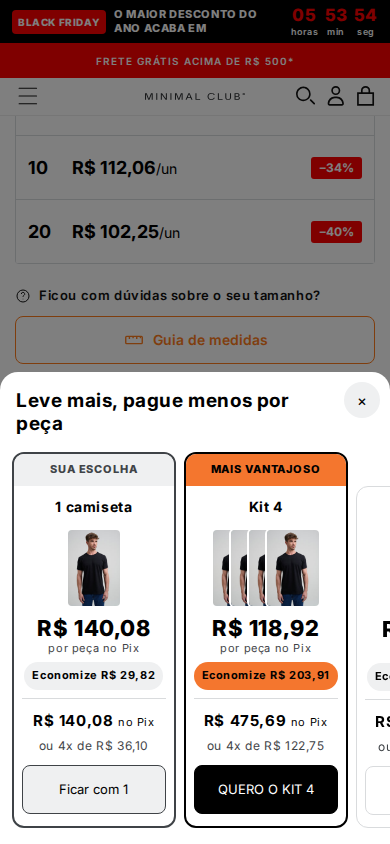 BLACK FRIDAY
O MAIOR DESCONTO DO
ANO ACABA EM
05 53 54
horas min seg
FRETE GRÁTIS ACIMA DE R$ 500*
MINIMAL CLUB
10 R$ 112,06/un −34%
20 R$ 102,25/un −40%
Ficou com dúvidas sobre o seu tamanho?
Guia de medidas
Leve mais, pague menos por
peça
×
SUA ESCOLHA
1 camiseta
R$ 140,08
por peça no Pix
Economize R$ 29,82
R$ 140,08 no Pix
ou 4x de R$ 36,10
Ficar com 1
MAIS VANTAJOSO
Kit 4
R$ 118,92
por peça no Pix
Economize R$ 203,91
R$ 475,69 no Pix
ou 4x de R$ 122,75
QUERO O KIT 4